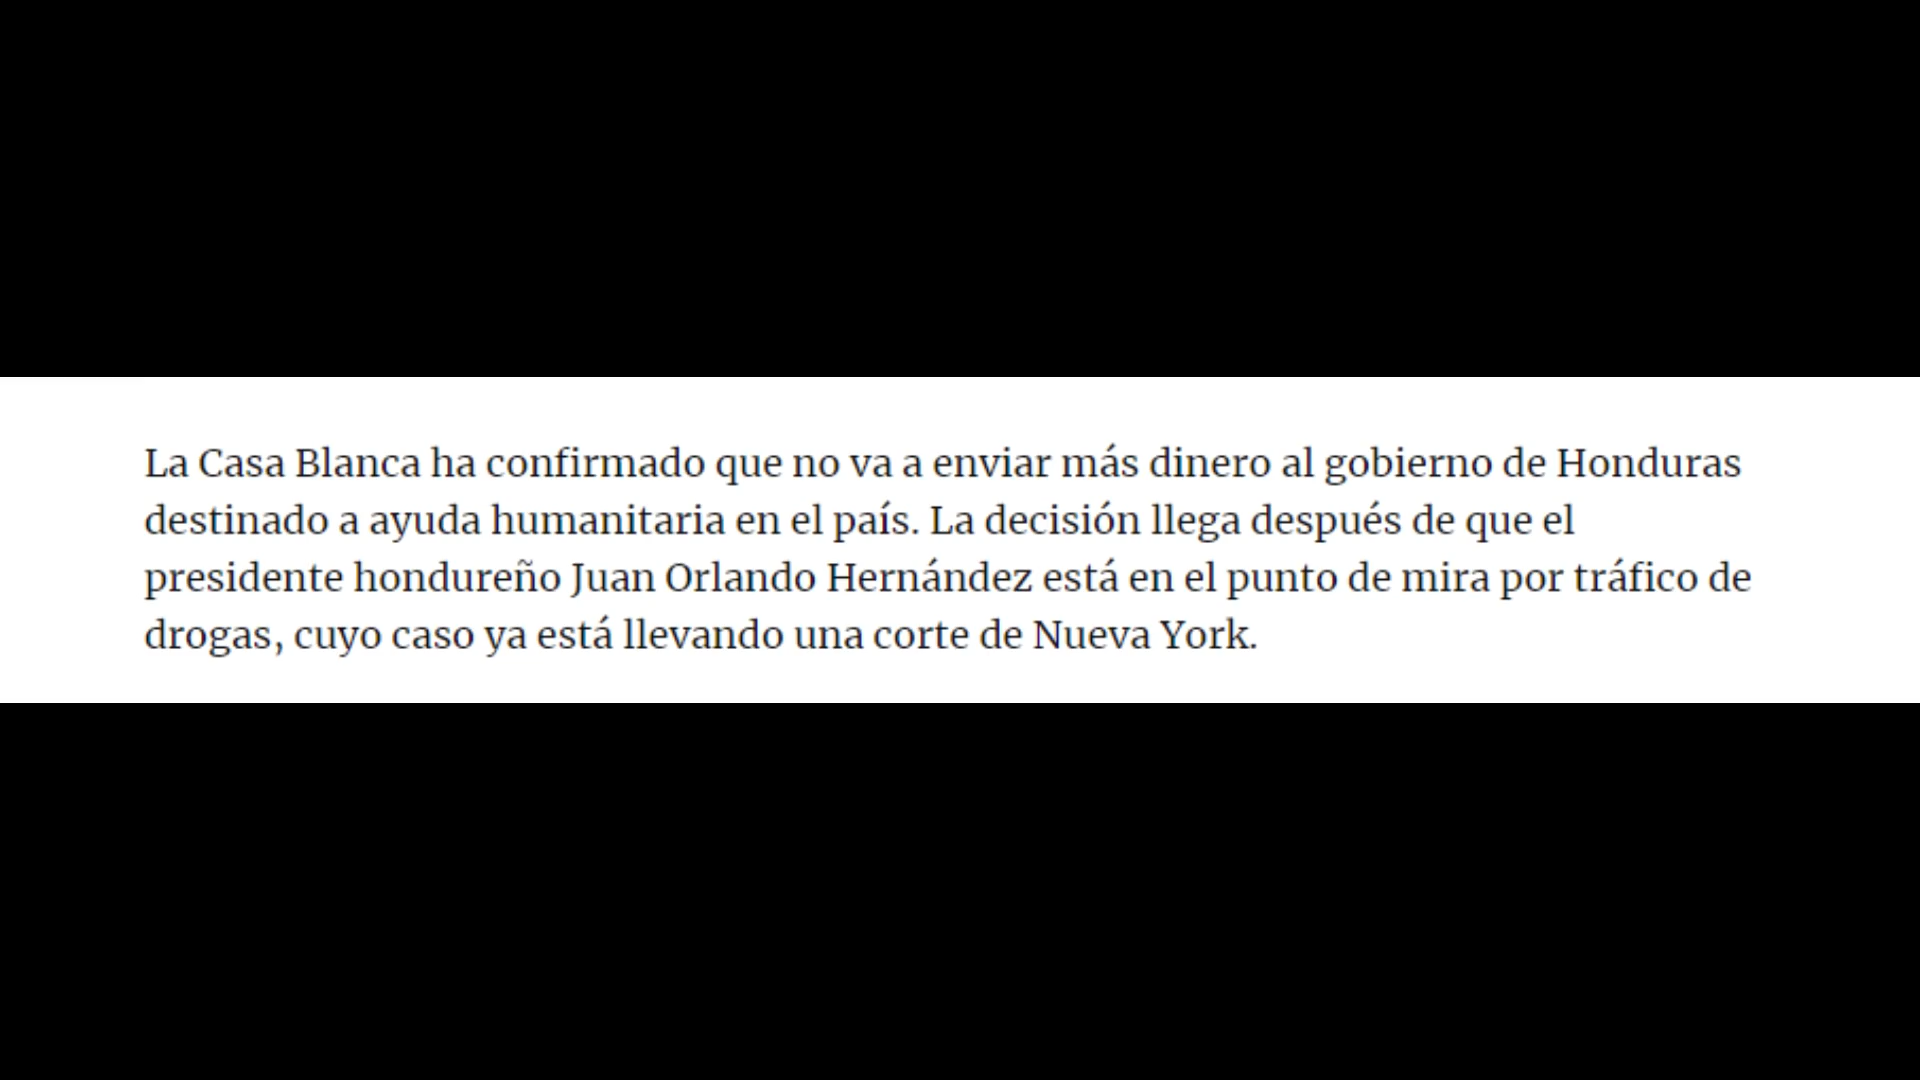 La Casa Blanca ha confirmado que no va a enviar más dinero al gobierno de Honduras
destinado a ayuda humanitaria en el país. La decisión llega después de que el
presidente hondureño Juan Orlando Hernández está en el punto de mira por tráfico de
drogas, cuyo caso ya está llevando una corte de Nueva York.